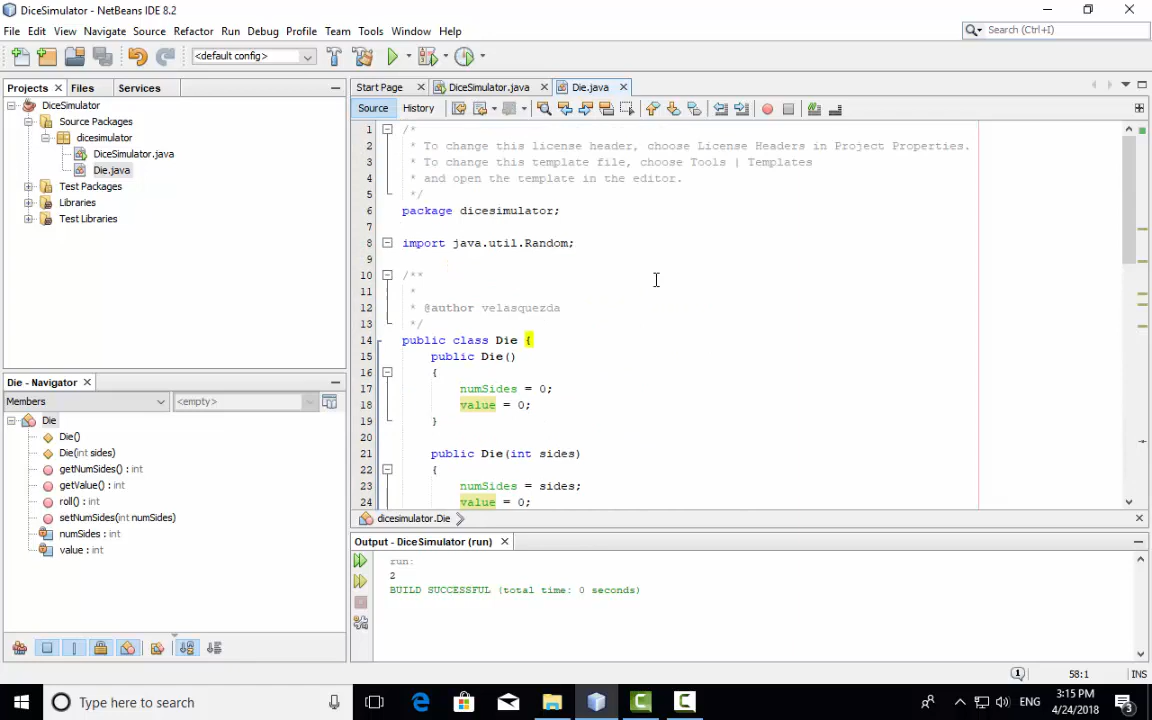 DiceSimulator - NetBeans IDE 8.2
File Edit View Navigate Source Refactor Run Debug Profile Team Tools Window Help
Search (Ctrl+I)
<default config>
Projects Files Services
DiceSimulator
Source Packages
dicesimulator
DiceSimulator.java
Die.java
Test Packages
Libraries
Test Libraries
Die - Navigator
Members
<empty>
Die
Die()
Die(int sides)
getNumSides() : int
getValue() : int
roll() : int
setNumSides(int numSides)
numSides : int
value : int
Start Page DiceSimulator.java Die.java
Source History
1 /*
2 * To change this license header, choose License Headers in Project Properties.
3 * To change this template file, choose Tools | Templates
4 * and open the template in the editor.
5 */
6 package dicesimulator;
7
8 import java.util.Random;
9
10 /**
11 *
12 * @author velasquezda
13 */
14 public class Die {
15 public Die()
16 {
17 numSides = 0;
18 value = 0;
19 }
20
21 public Die(int sides)
22 {
23 numSides = sides;
24 value = 0;
dicesimulator.Die
Output - DiceSimulator (run)
run:
2
BUILD SUCCESSFUL (total time: 0 seconds)
1
58:1
INS
Type here to search
ENG
3:15 PM
4/24/2018
3